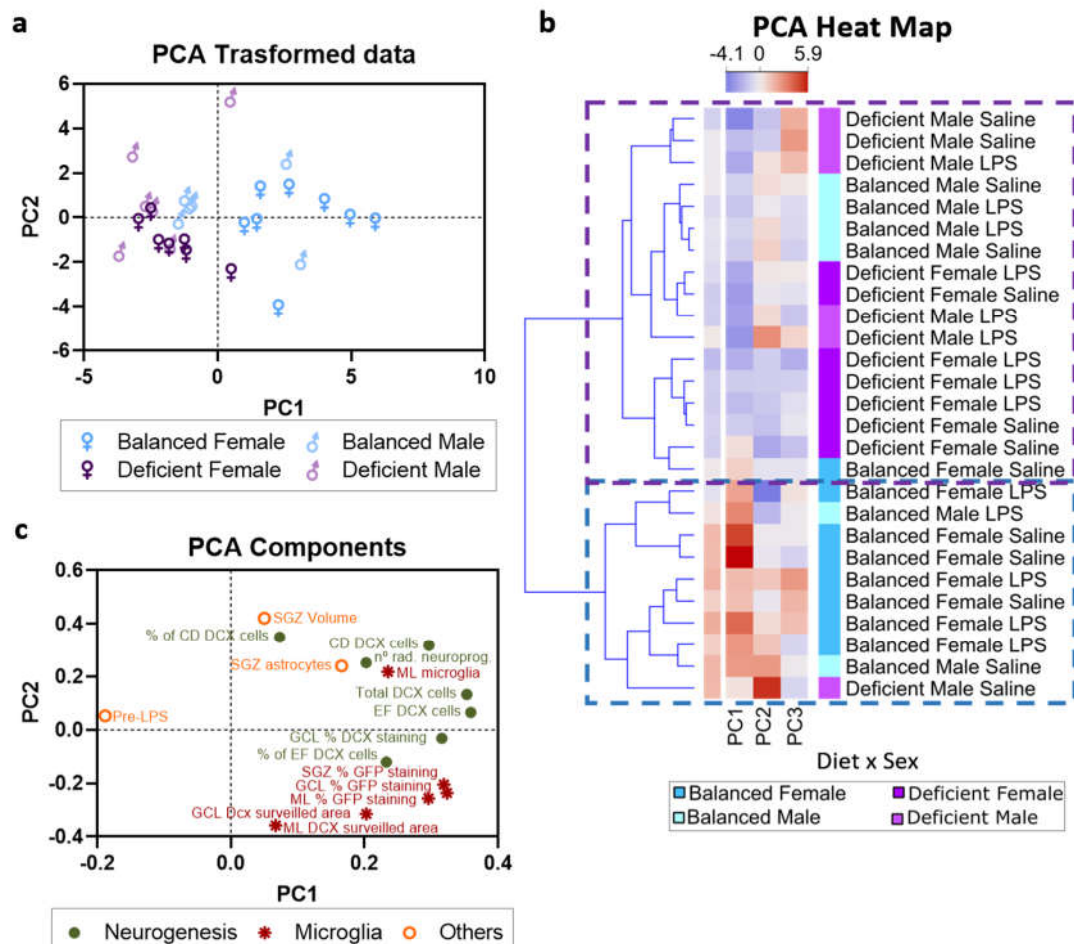 a
PCA Trasformed data
6
4
2
0
-2
-4
-6
-5
0
5
10
PC2
PC1
Balanced Female
Balanced Male
Deficient Female
Deficient Male
b
PCA Heat Map
-4.1 0 5.9
Deficient Male Saline
Deficient Male Saline
Deficient Male LPS
Balanced Male Saline
Balanced Male LPS
Balanced Male LPS
Balanced Male Saline
Deficient Female LPS
Deficient Female Saline
Deficient Male LPS
Deficient Male LPS
Deficient Female LPS
Deficient Female LPS
Deficient Female LPS
Deficient Female Saline
Deficient Female Saline
Balanced Female Saline
Balanced Female LPS
Balanced Male LPS
Balanced Female Saline
Balanced Female Saline
Balanced Female LPS
Balanced Female Saline
Balanced Female LPS
Balanced Female LPS
Balanced Male Saline
Deficient Male Saline
PC1
PC2
PC3
Diet x Sex
Balanced Female
Deficient Female
Balanced Male
Deficient Male
c
PCA Components
0.6
0.4
0.2
0.0
-0.2
-0.4
-0.2
0.0
0.2
0.4
PC2
PC1
SGZ Volume
% of CD DCX cells
CD DCX cells
nº rad. neuroprog.
SGZ astrocytes
ML microglia
Total DCX cells
EF DCX cells
Pre-LPS
GCL % DCX staining
% of EF DCX cells
SGZ % GFP staining
GCL % GFP staining
ML % GFP staining
GCL Dcx surveilled area
ML DCX surveilled area
Neurogenesis
Microglia
Others